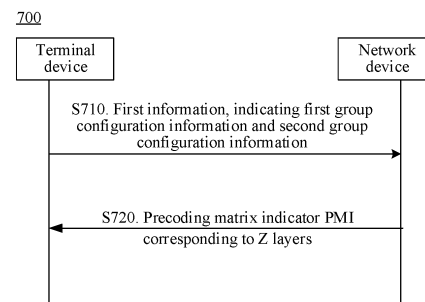 700
Terminal
device
Network
device
S710. First information, indicating first group
configuration information and second group
configuration information
S720. Precoding matrix indicator PMI
corresponding to Z layers